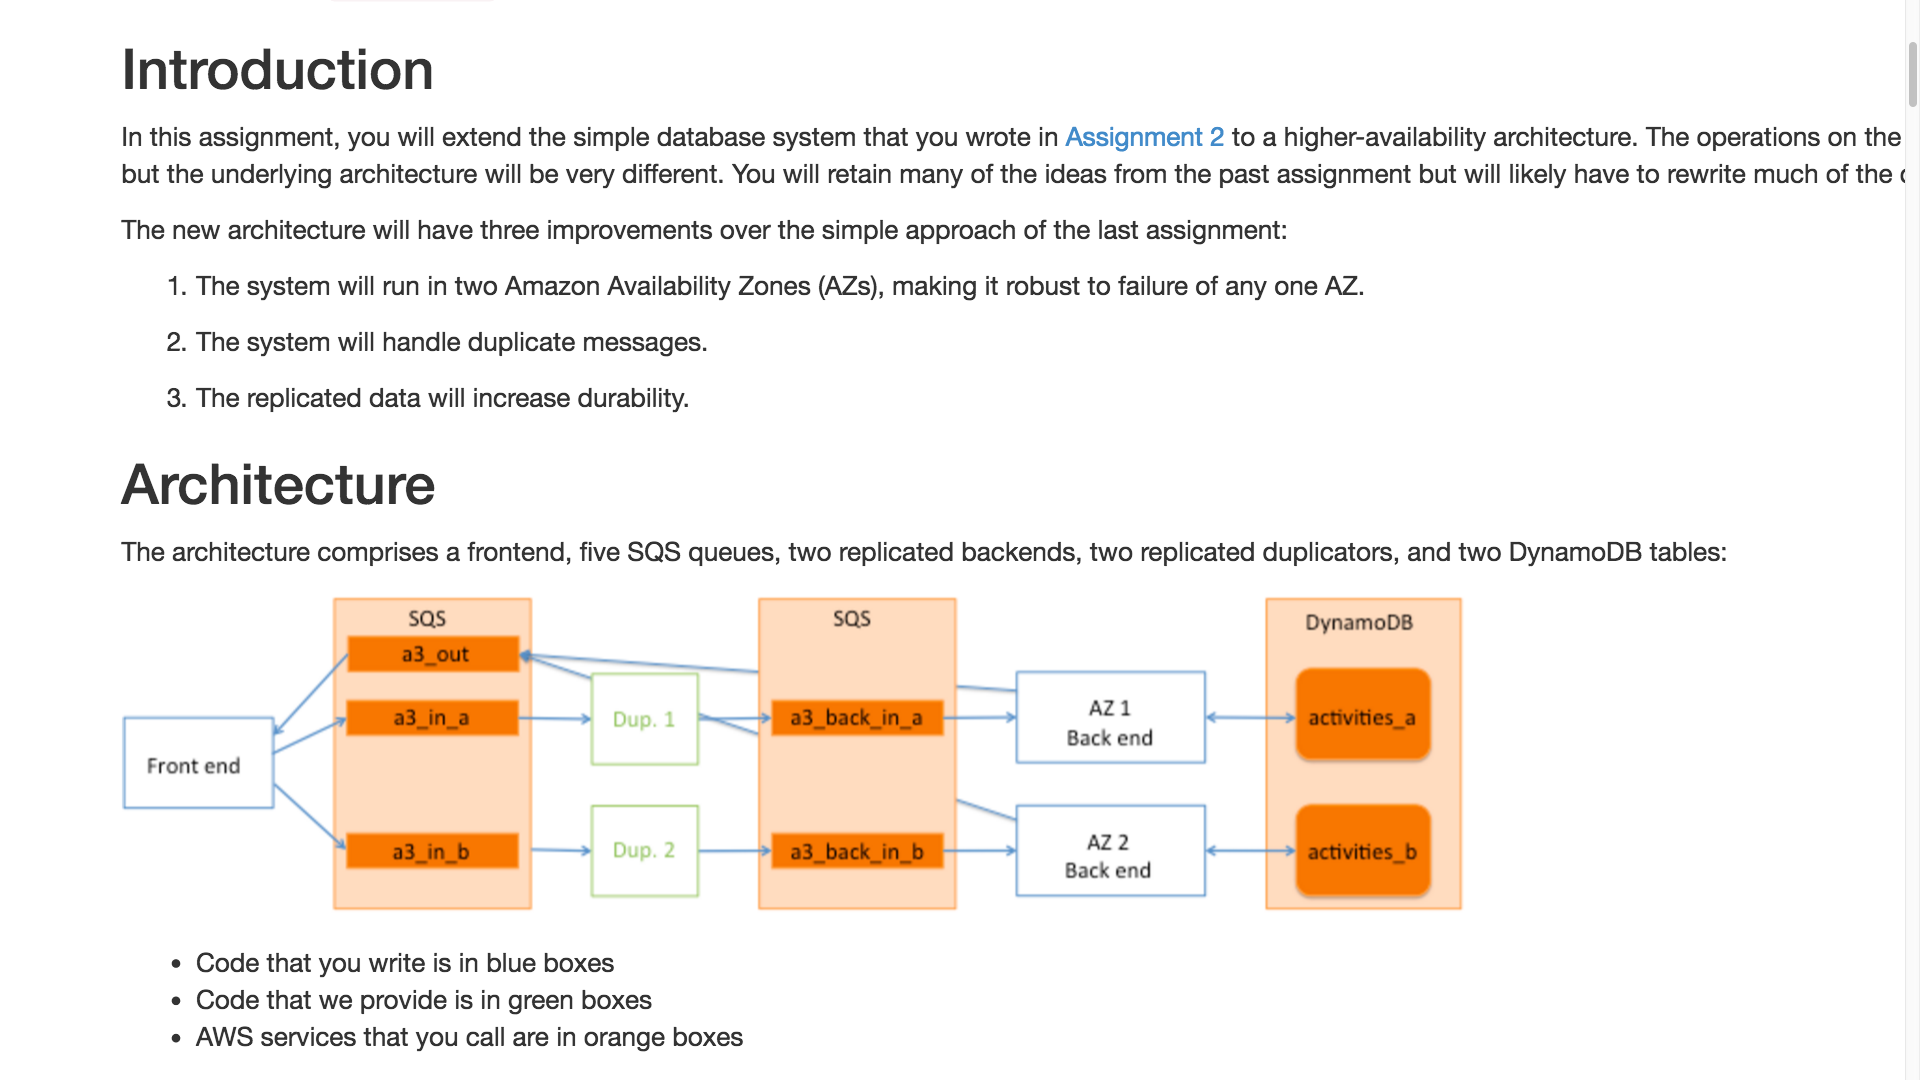 Introduction
In this assignment, you will extend the simple database system that you wrote in Assignment 2 to a higher-availability architecture. The operations on the
but the underlying architecture will be very different. You will retain many of the ideas from the past assignment but will likely have to rewrite much of the
The new architecture will have three improvements over the simple approach of the last assignment:
1. The system will run in two Amazon Availability Zones (AZs), making it robust to failure of any one AZ.
2. The system will handle duplicate messages.
3. The replicated data will increase durability.
Architecture
The architecture comprises a frontend, five SQS queues, two replicated backends, two replicated duplicators, and two DynamoDB tables:
SQS
a3_out
a3_in_a
a3_in_b
Front end
Dup. 1
Dup. 2
SQS
a3_back_in_a
a3_back_in_b
AZ 1
Back end
AZ 2
Back end
DynamoDB
activities_a
activities_b
• Code that you write is in blue boxes
• Code that we provide is in green boxes
• AWS services that you call are in orange boxes